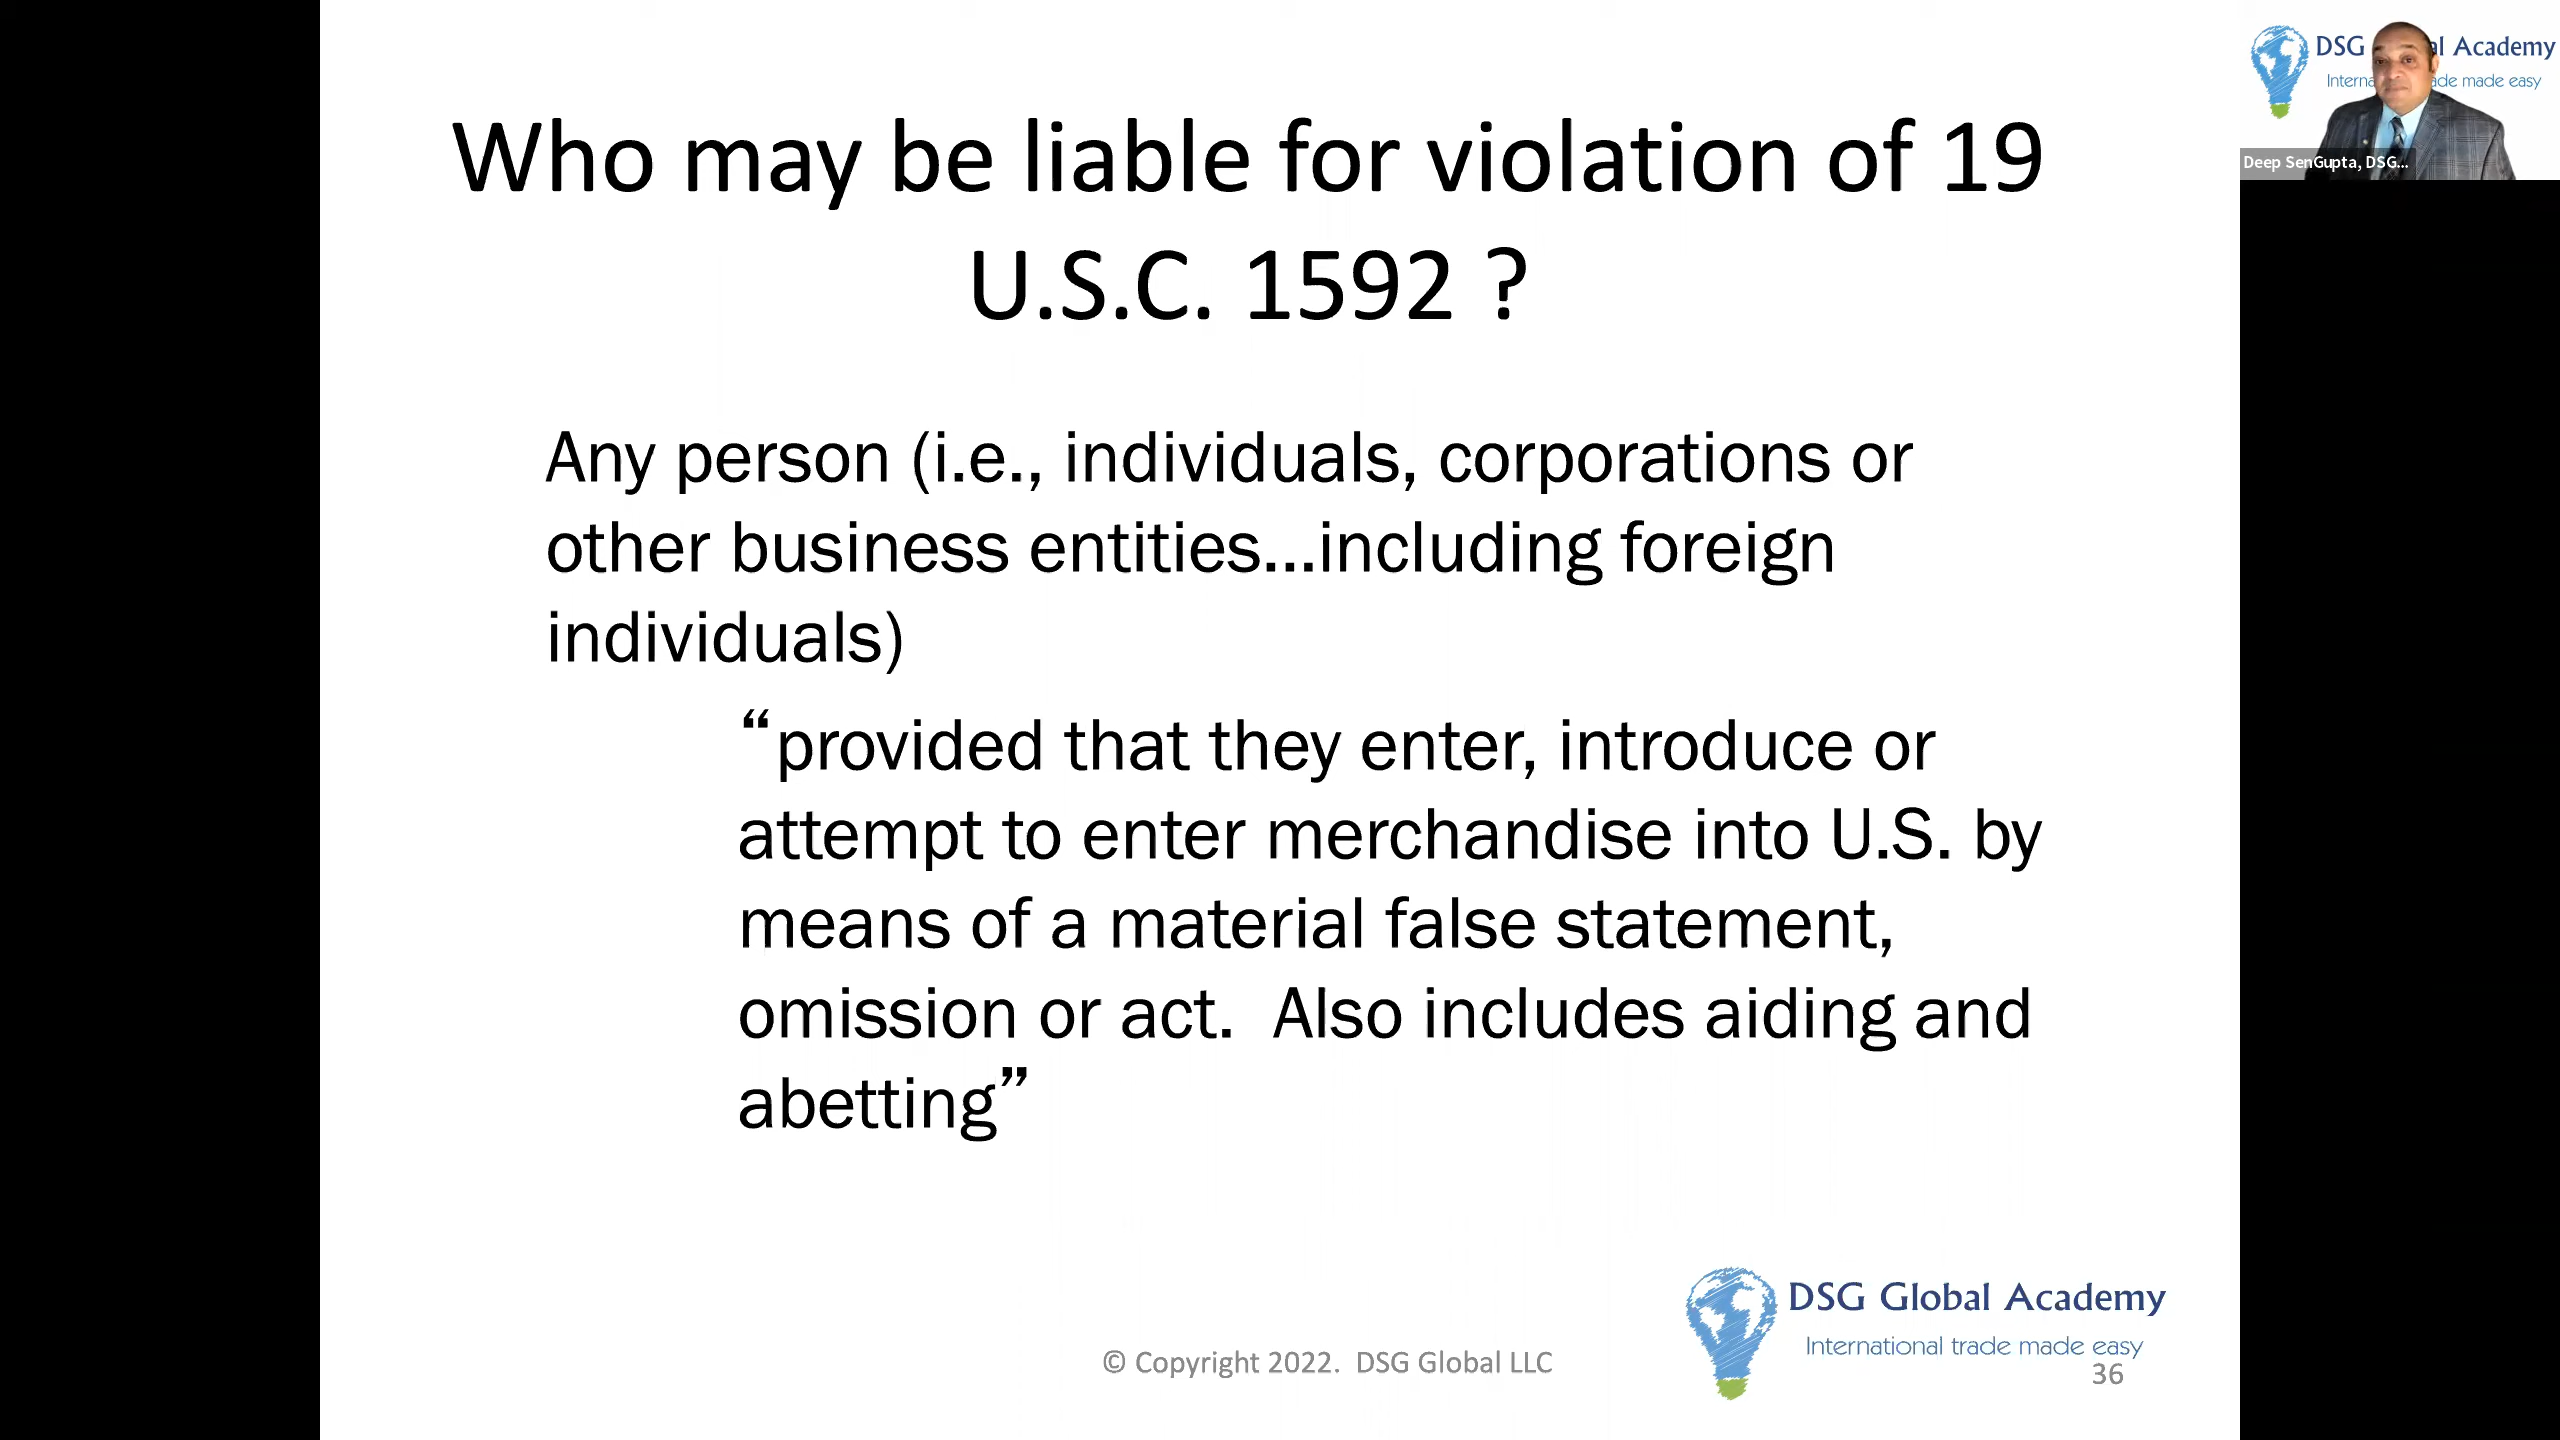 Who may be liable for violation of 19
U.S.C. 1592 ?
Any person (i.e., individuals, corporations or
other business entities...including foreign
individuals)
“provided that they enter, introduce or
attempt to enter merchandise into U.S. by
means of a material false statement,
omission or act.  Also includes aiding and
abetting”
© Copyright 2022.  DSG Global LLC
DSG Global Academy
International trade made easy
36
DSG al Academy
Interna de made easy
Deep SenGupta, DSG...